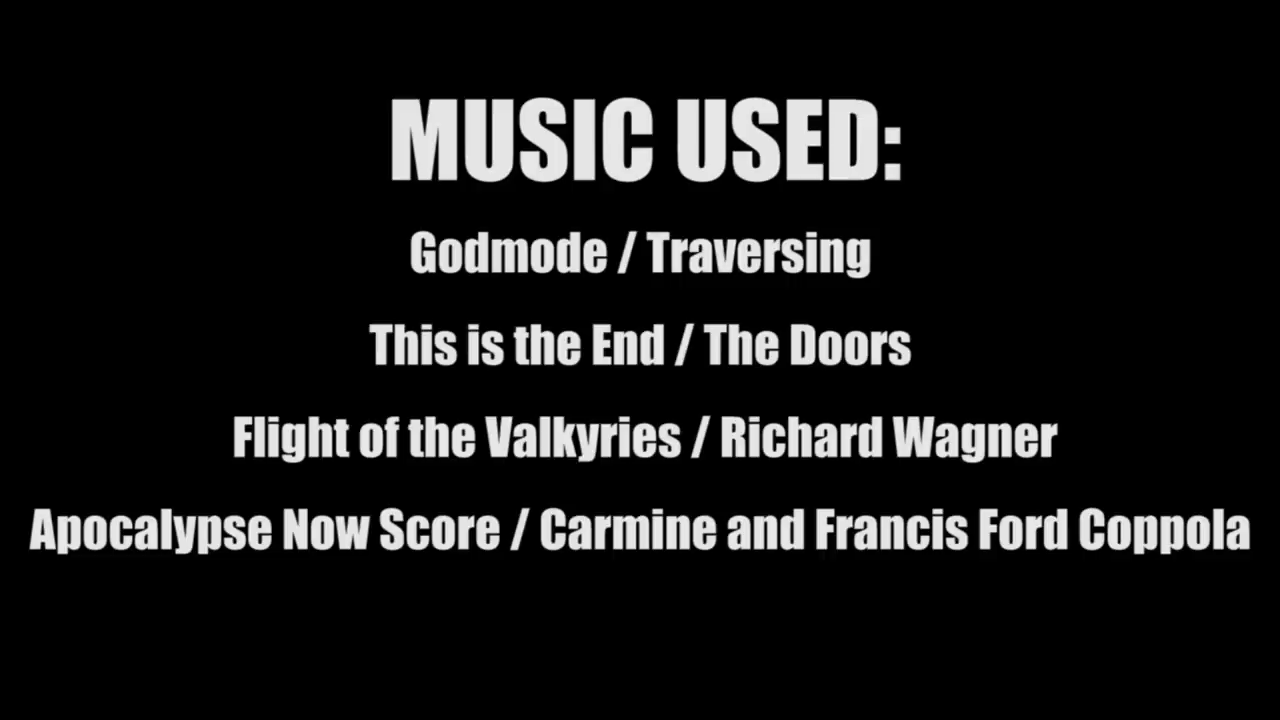 MUSIC USED:
Godmode / Traversing
This is the End / The Doors
Flight of the Valkyries / Richard Wagner
Apocalypse Now Score / Carmine and Francis Ford Coppola